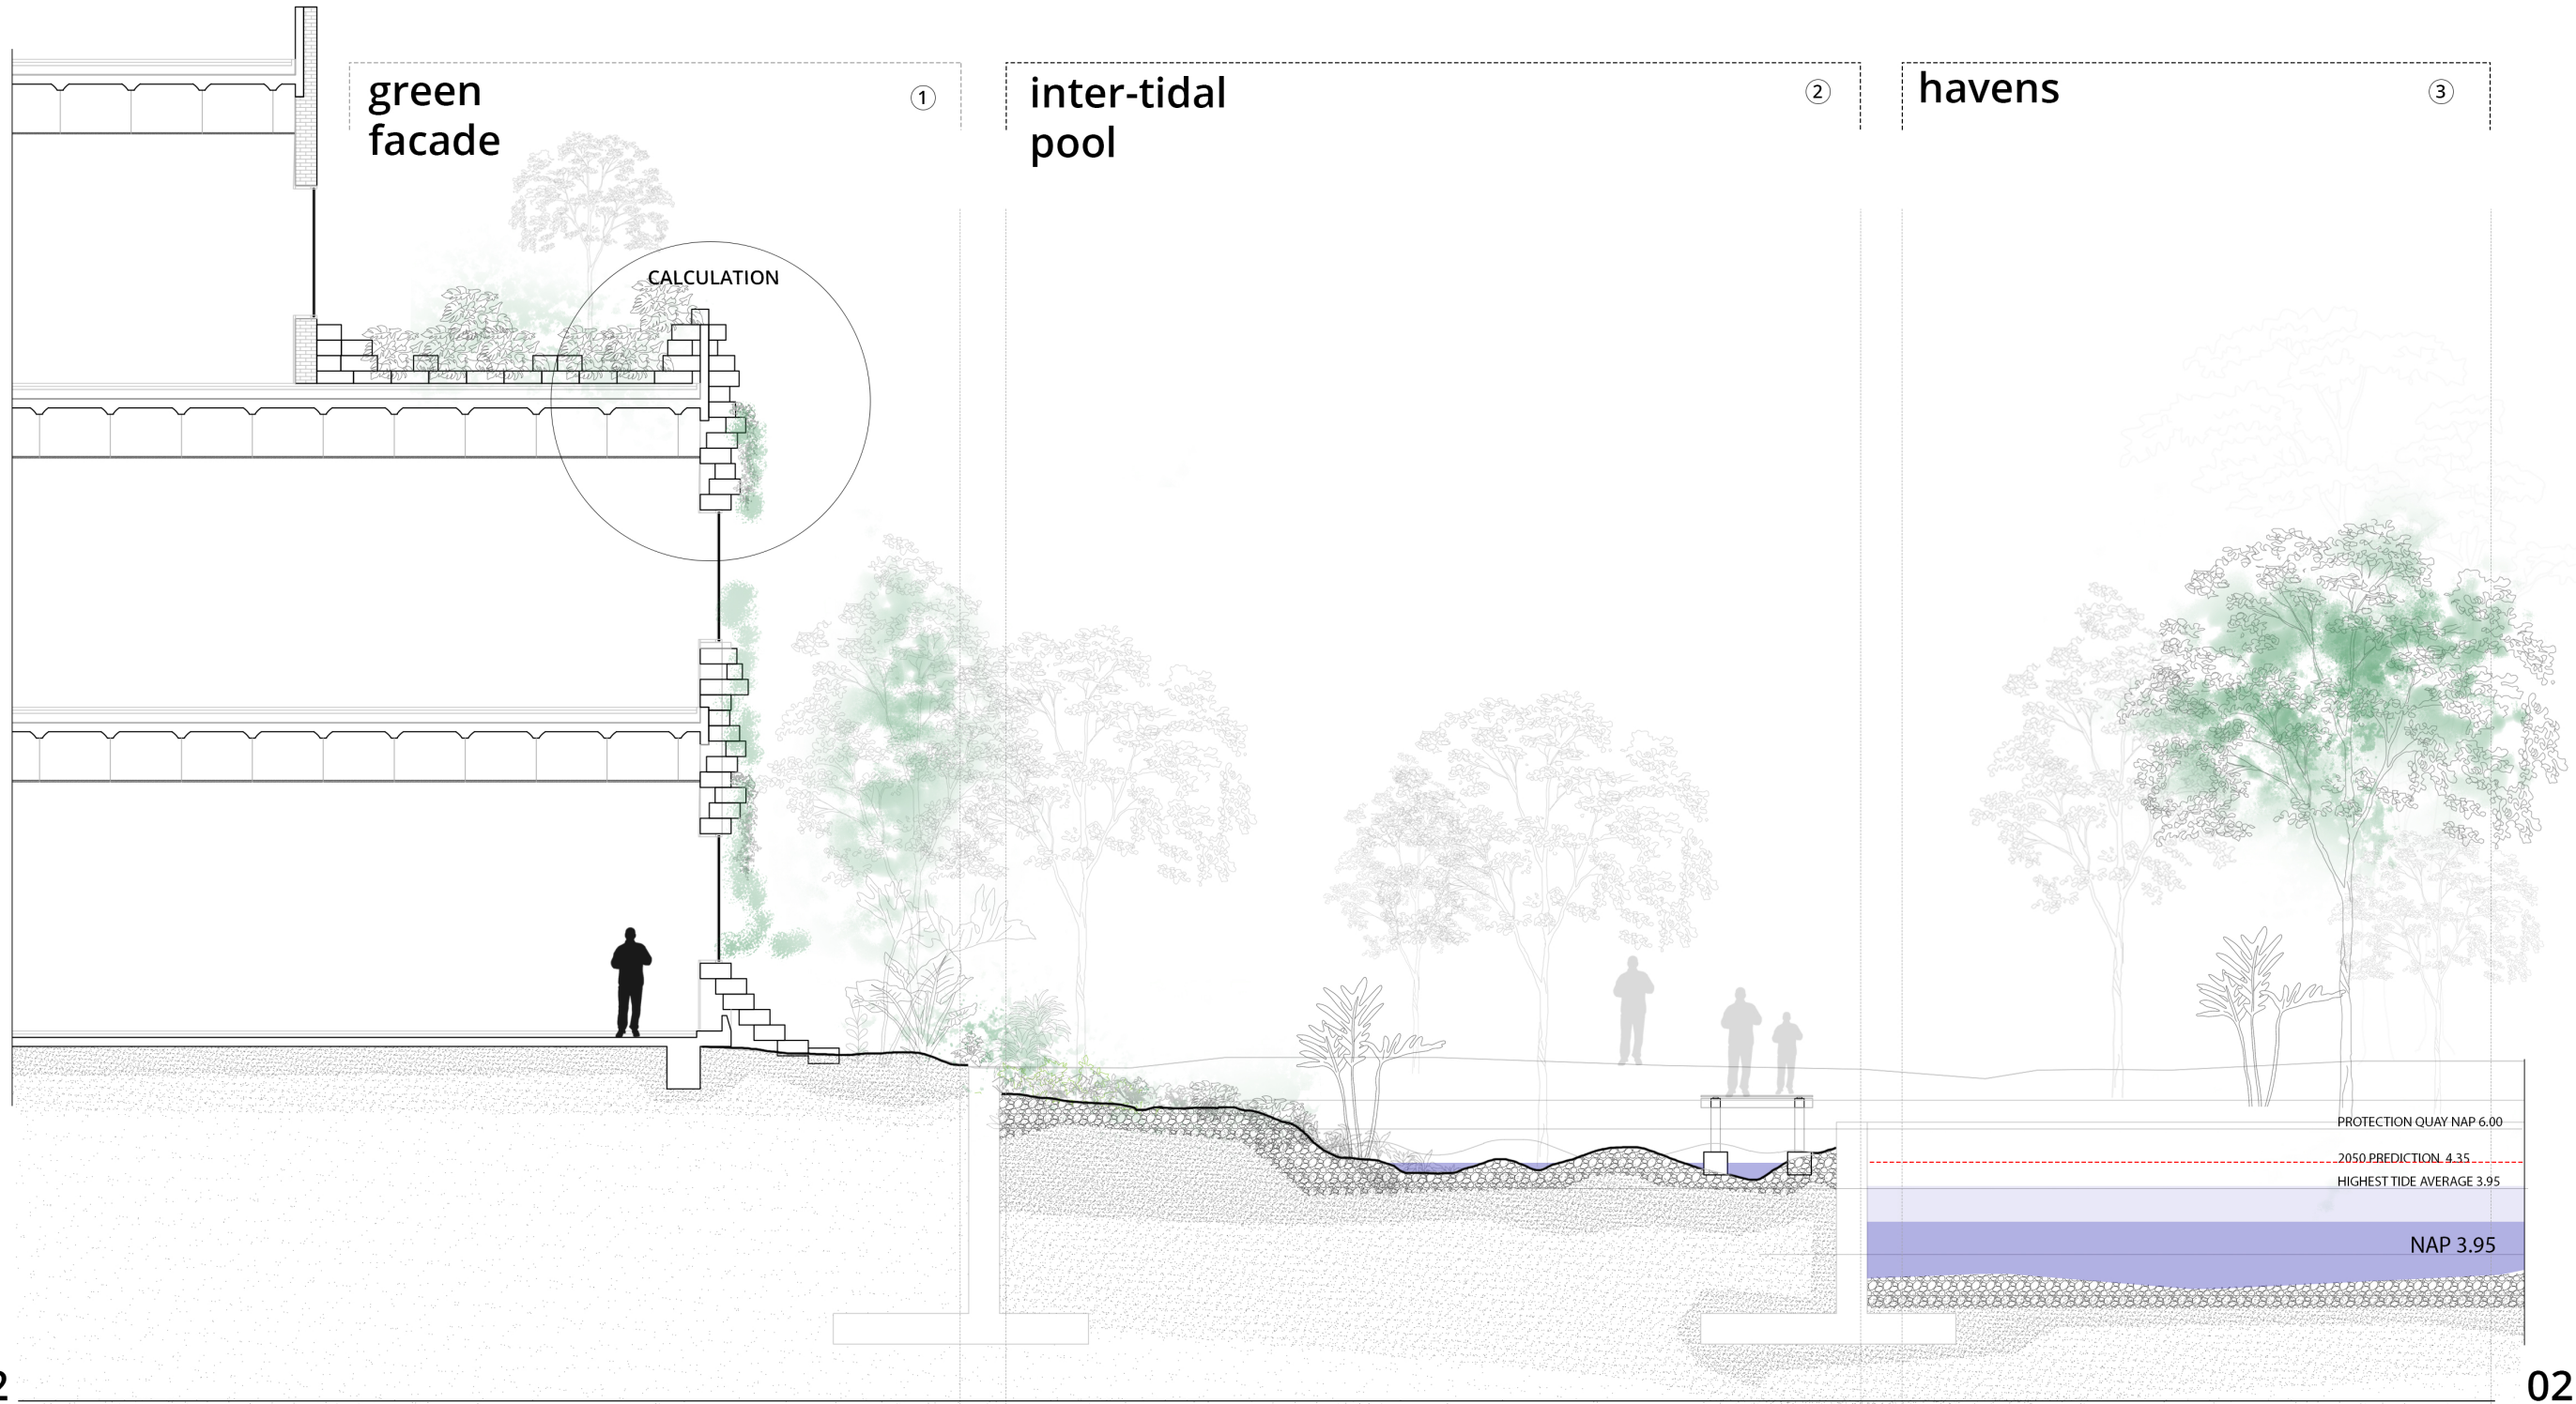 green
facade
1
inter-tidal
pool
2
havens
3
CALCULATION
PROTECTION QUAY NAP 6.00
2050 PREDICTION 4.35
HIGHEST TIDE AVERAGE 3.95
NAP 3.95
2
02